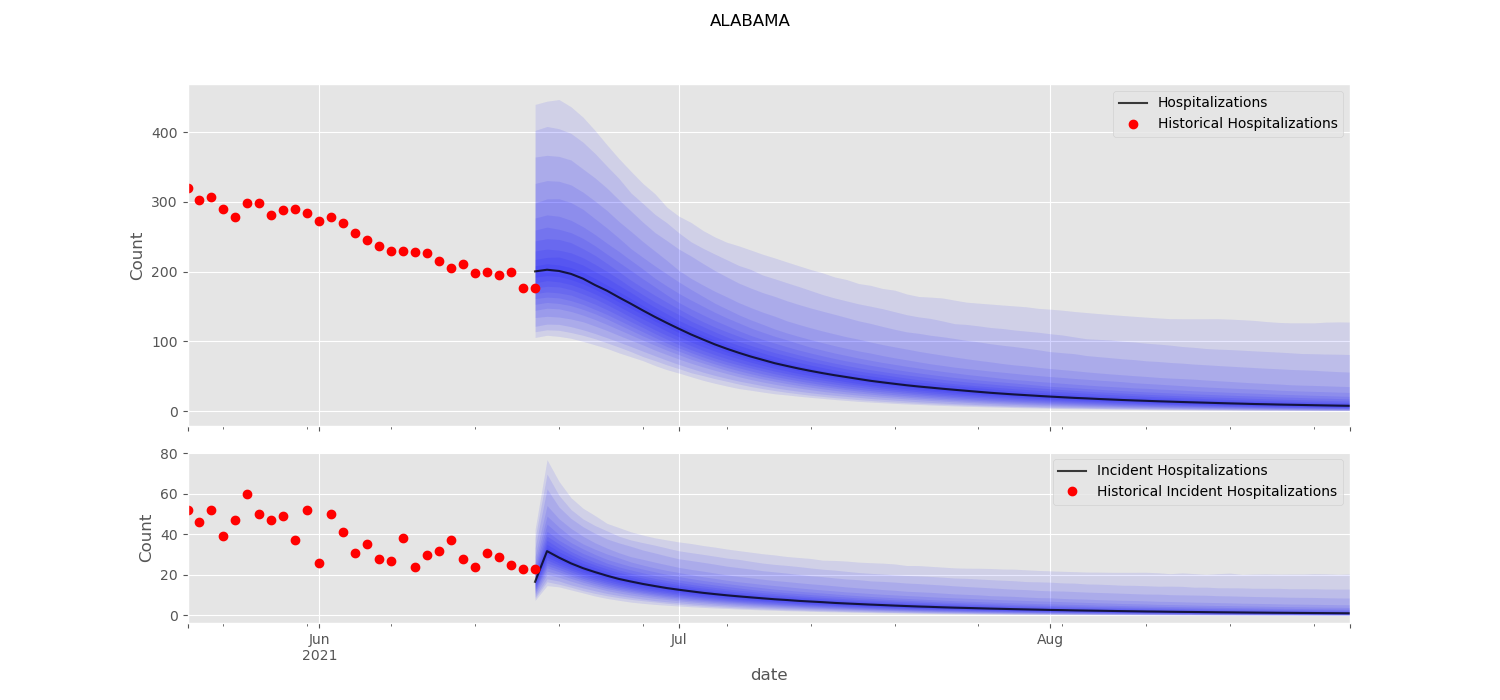 ALABAMA
Count
400
300
200
100
0
Hospitalizations
Historical Hospitalizations
Count
80
60
40
20
0
Incident Hospitalizations
Historical Incident Hospitalizations
Jun
2021
Jul
Aug
date